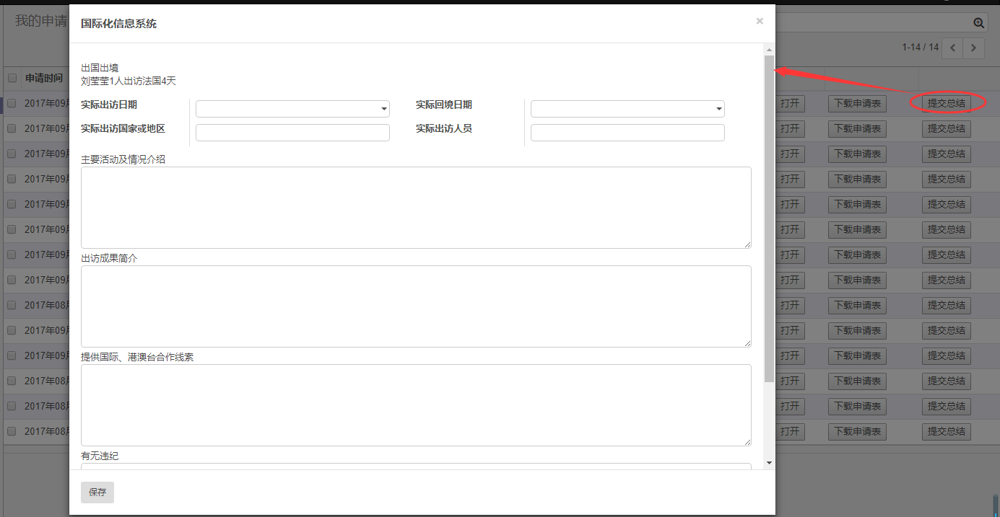 我的申请
国际化信息系统
×
1-14 / 14
出国出境
刘莹莹1人出访法国4天
实际出访日期
实际回境日期
实际出访国家或地区
实际出访人员
主要活动及情况介绍
出访成果简介
提供国际、港澳台合作线索
有无违纪
保存
申请时间
2017年09月 打开 下载申请表 提交总结
2017年09月 打开 下载申请表 提交总结
2017年09月 打开 下载申请表 提交总结
2017年09月 打开 下载申请表 提交总结
2017年09月 打开 下载申请表 提交总结
2017年09月 打开 下载申请表 提交总结
2017年09月 打开 下载申请表 提交总结
2017年09月 打开 下载申请表 提交总结
2017年08月 打开 下载申请表 提交总结
2017年09月 打开 下载申请表 提交总结
2017年09月 打开 下载申请表 提交总结
2017年08月 打开 下载申请表 提交总结
2017年08月 打开 下载申请表 提交总结
2017年08月 打开 下载申请表 提交总结